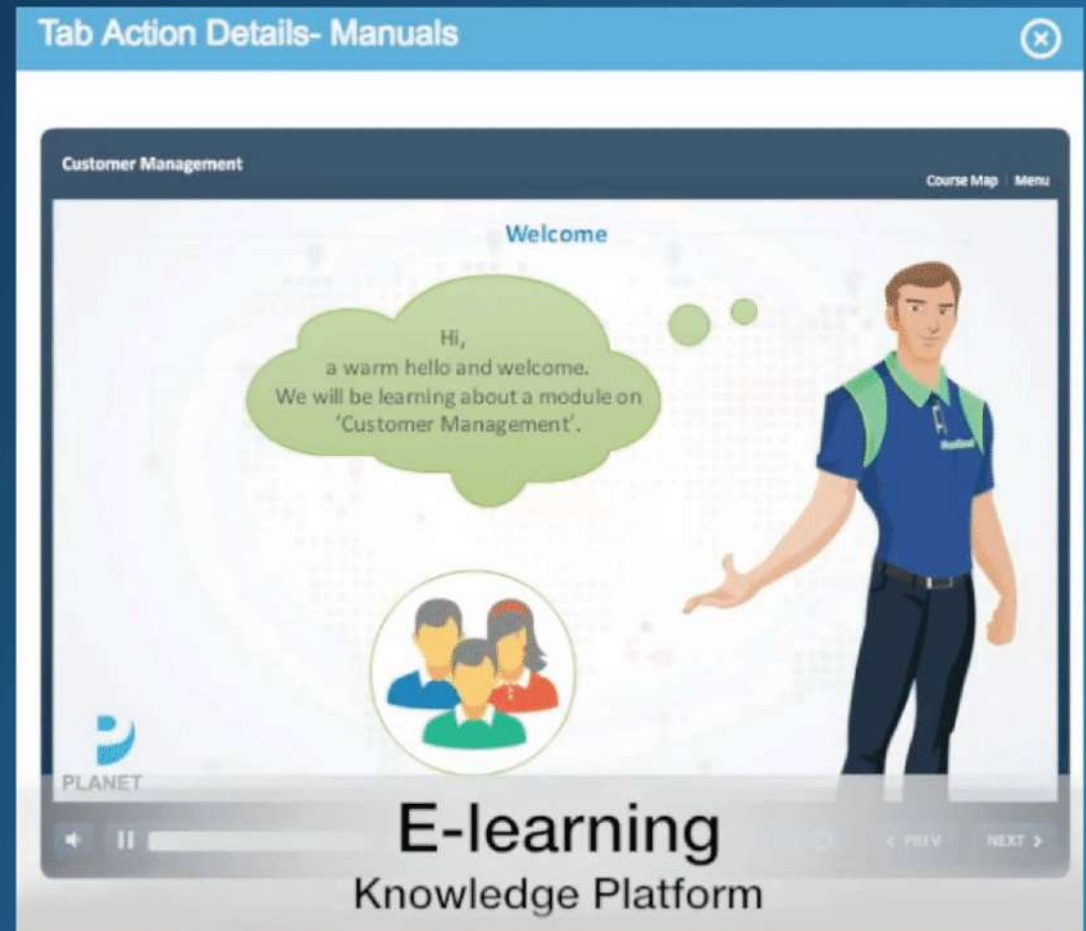 Tab Action Details- Manuals
Customer Management
Course Map
Menu
Welcome
Hi,
a warm hello and welcome.
We will be learning about a module on
‘Customer Management’.
PLANET
< PREV
NEXT >
E-learning
Knowledge Platform